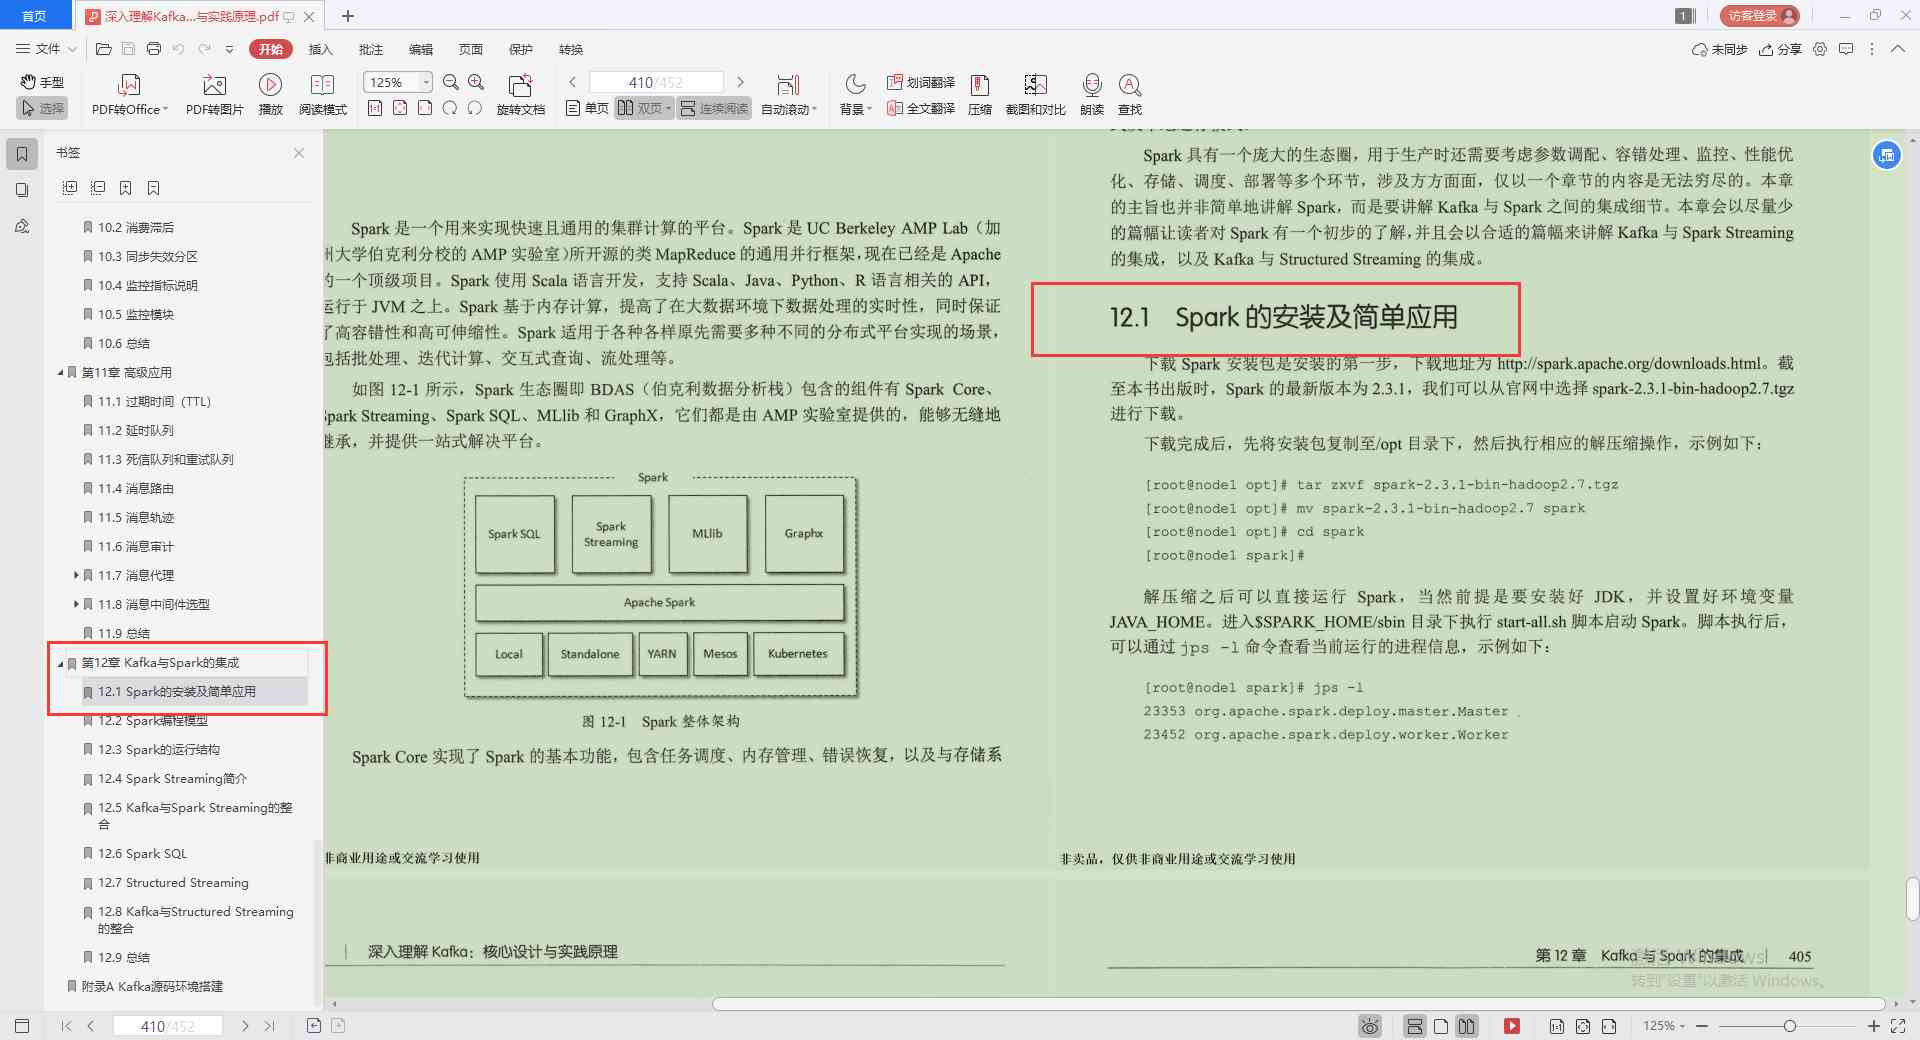 首页
深入理解Kafka...与实践原理.pdf
1
访客登录
文件
开始
插入
批注
编辑
页面
保护
转换
未同步
分享
手型
选择
PDF转Office
PDF转图片
播放
阅读模式
125%
旋转文档
410/452
单页
双页
连续阅读
自动滚动
背景
划词翻译
全文翻译
压缩
截图和对比
朗读
查找
书签
10.2 消费滞后
10.3 同步失效分区
10.4 监控指标说明
10.5 监控模块
10.6 总结
第11章 高级应用
11.1 过期时间（TTL）
11.2 延时队列
11.3 死信队列和重试队列
11.4 消息路由
11.5 消息轨迹
11.6 消息审计
11.7 消息代理
11.8 消息中间件选型
11.9 总结
第12章 Kafka与Spark的集成
12.1 Spark的安装及简单应用
12.2 Spark编程模型
12.3 Spark的运行结构
12.4 Spark Streaming简介
12.5 Kafka与Spark Streaming的整
合
12.6 Spark SQL
12.7 Structured Streaming
12.8 Kafka与Structured Streaming
的整合
12.9 总结
附录A Kafka源码环境搭建
Spark 是一个用来实现快速且通用的集群计算的平台。Spark 是 UC Berkeley AMP Lab（加
州大学伯克利分校的 AMP 实验室）所开源的类 MapReduce 的通用并行框架，现在已经是 Apache
的一个顶级项目。Spark 使用 Scala 语言开发，支持 Scala、Java、Python、R 语言相关的 API，
运行于 JVM 之上。Spark 基于内存计算，提高了在大数据环境下数据处理的实时性，同时保证
了高容错性和高可伸缩性。Spark 适用于各种各样原先需要多种不同的分布式平台实现的场景，
包括批处理、迭代计算、交互式查询、流处理等。
如图 12-1 所示，Spark 生态圈即 BDAS（伯克利数据分析栈）包含的组件有 Spark Core、
Spark Streaming、Spark SQL、MLlib 和 GraphX，它们都是由 AMP 实验室提供的，能够无缝地
继承，并提供一站式解决平台。
Spark
Spark SQL
Spark
Streaming
MLlib
Graphx
Apache Spark
Local
Standalone
YARN
Mesos
Kubernetes
图 12-1 Spark 整体架构
Spark Core 实现了 Spark 的基本功能，包含任务调度、内存管理、错误恢复，以及与存储系
非商业用途或交流学习使用
深入理解 Kafka：核心设计与实践原理
Spark 具有一个庞大的生态圈，用于生产时还需要考虑参数调配、容错处理、监控、性能优
化、存储、调度、部署等多个环节，涉及方方面面，仅以一个章节的内容是无法穷尽的。本章
的主旨也并非简单地讲解 Spark，而是要讲解 Kafka 与 Spark 之间的集成细节。本章会以尽量少
的篇幅让读者对 Spark 有一个初步的了解，并且会以合适的篇幅来讲解 Kafka 与 Spark Streaming
的集成，以及 Kafka 与 Structured Streaming 的集成。
12.1 Spark 的安装及简单应用
下载 Spark 安装包是安装的第一步，下载地址为 http://spark.apache.org/downloads.html。截
至本书出版时，Spark 的最新版本为 2.3.1，我们可以从官网中选择 spark-2.3.1-bin-hadoop2.7.tgz
进行下载。
下载完成后，先将安装包复制至/opt 目录下，然后执行相应的解压缩操作，示例如下：
[root@node1 opt]# tar zxvf spark-2.3.1-bin-hadoop2.7.tgz
[root@node1 opt]# mv spark-2.3.1-bin-hadoop2.7 spark
[root@node1 opt]# cd spark
[root@node1 spark]#
解压缩之后可以直接运行 Spark，当然前提是要安装好 JDK，并设置好环境变量
JAVA_HOME。进入$SPARK_HOME/sbin 目录下执行 start-all.sh 脚本启动 Spark。脚本执行后，
可以通过 jps -l 命令查看当前运行的进程信息，示例如下：
[root@node1 spark]# jps -l
23353 org.apache.spark.deploy.master.Master
23452 org.apache.spark.deploy.worker.Worker
非卖品，仅供非商业用途或交流学习使用
第 12 章 Kafka 与 Spark 的集成 405
激活 Windows
转到"设置"以激活 Windows。
410/452
125%